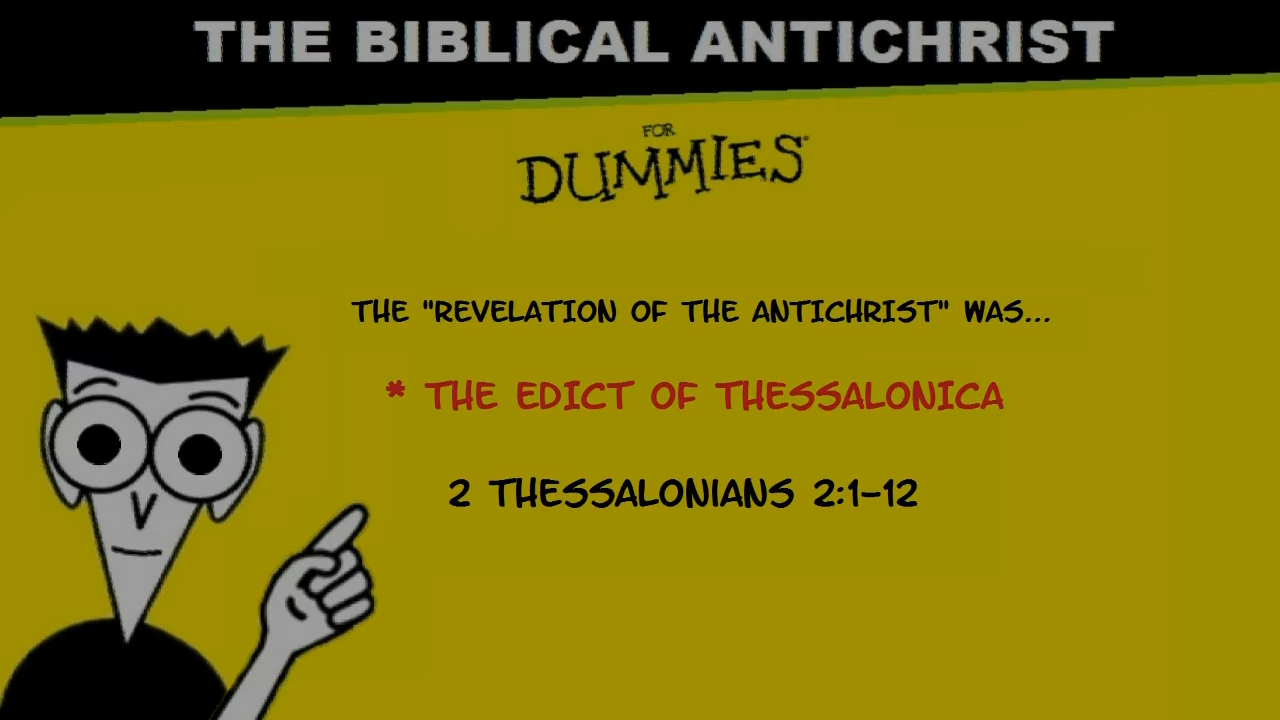 THE BIBLICAL ANTICHRIST
FOR
DUMMIES
THE "REVELATION OF THE ANTICHRIST" WAS...
* THE EDICT OF THESSALONICA
2 THESSALONIANS 2:1-12